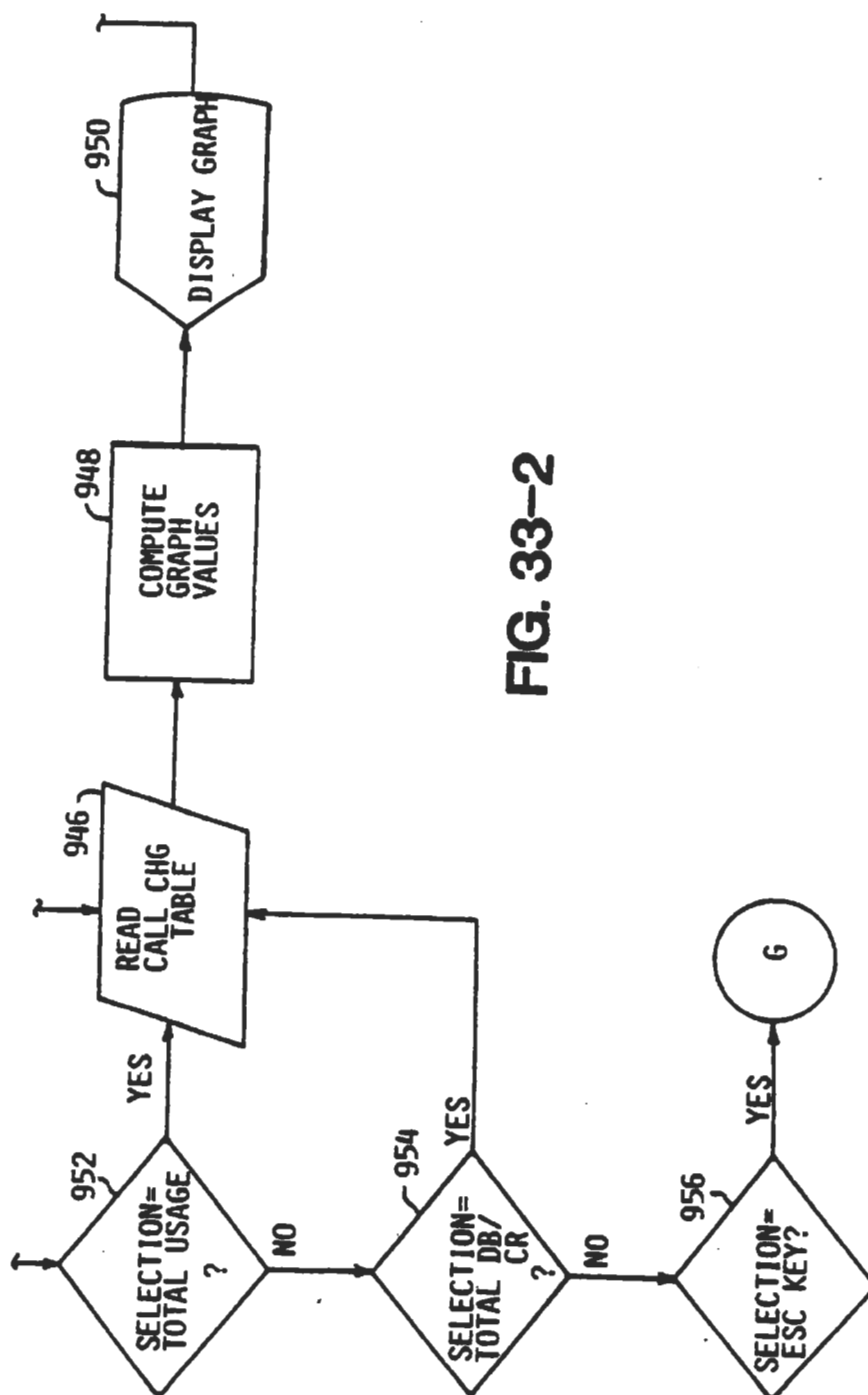 952
SELECTION=
TOTAL USAGE
?
YES
NO
946
READ
CALL CHG
TABLE
948
COMPUTE
GRAPH
VALUES
950
DISPLAY GRAPH
954
SELECTION=
TOTAL DB/
CR
?
YES
NO
956
SELECTION=
ESC KEY?
YES
G
FIG. 33-2